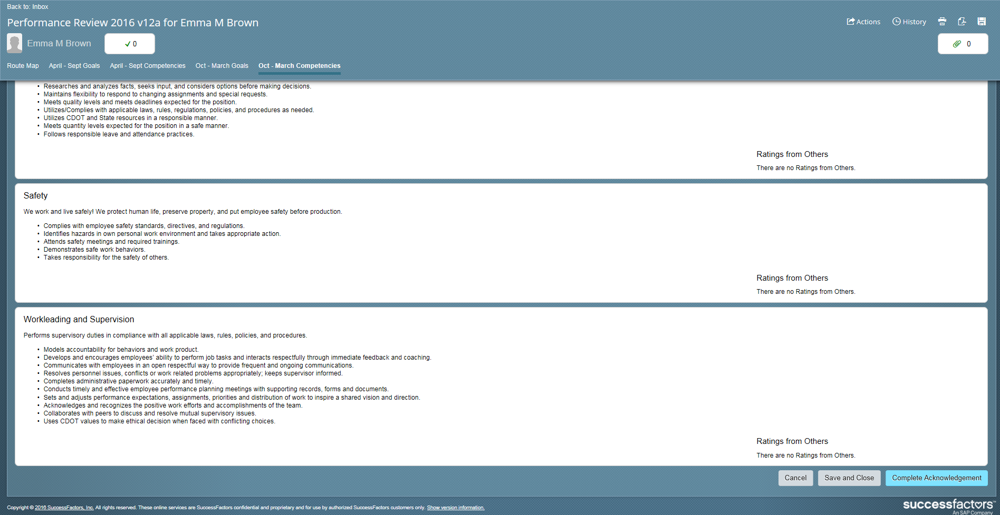 Back to: Inbox
Performance Review 2016 v12a for Emma M Brown
Actions
History
Emma M Brown
0
0
Route Map
April - Sept Goals
April - Sept Competencies
Oct - March Goals
Oct - March Competencies
• Researches and analyzes facts, seeks input, and considers options before making decisions.
• Maintains flexibility to respond to changing assignments and special requests.
• Meets quality levels and meets deadlines expected for the position.
• Utilizes/Complies with applicable laws, rules, regulations, policies, and procedures as needed.
• Utilizes CDOT and State resources in a responsible manner.
• Meets quantity levels expected for the position in a safe manner.
• Follows responsible leave and attendance practices.
Ratings from Others
There are no Ratings from Others.
Safety
We work and live safely! We protect human life, preserve property, and put employee safety before production.
• Complies with employee safety standards, directives, and regulations.
• Identifies hazards in own personal work environment and takes appropriate action.
• Attends safety meetings and required trainings.
• Demonstrates safe work behaviors.
• Takes responsibility for the safety of others.
Ratings from Others
There are no Ratings from Others.
Workleading and Supervision
Performs supervisory duties in compliance with all applicable laws, rules, policies, and procedures.
• Models accountability for behaviors and work product.
• Develops and encourages employees' ability to perform job tasks and interacts respectfully through immediate feedback and coaching.
• Communicates with employees in an open respectful way to provide frequent and ongoing communications.
• Resolves personnel issues, conflicts or work related problems appropriately; keeps supervisor informed.
• Completes administrative paperwork accurately and timely.
• Conducts timely and effective employee performance planning meetings with supporting records, forms and documents.
• Sets and adjusts performance expectations, assignments, priorities and distribution of work to inspire a shared vision and direction.
• Acknowledges and recognizes the positive work efforts and accomplishments of the team.
• Collaborates with peers to discuss and resolve mutual supervisory issues.
• Uses CDOT values to make ethical decision when faced with conflicting choices.
Ratings from Others
There are no Ratings from Others.
Cancel
Save and Close
Complete Acknowledgement
Copyright © 2016 SuccessFactors, Inc. All rights reserved. These online services are SuccessFactors confidential and proprietary and for use by authorized SuccessFactors customers only. Show version information.
successfactors™
An SAP Company